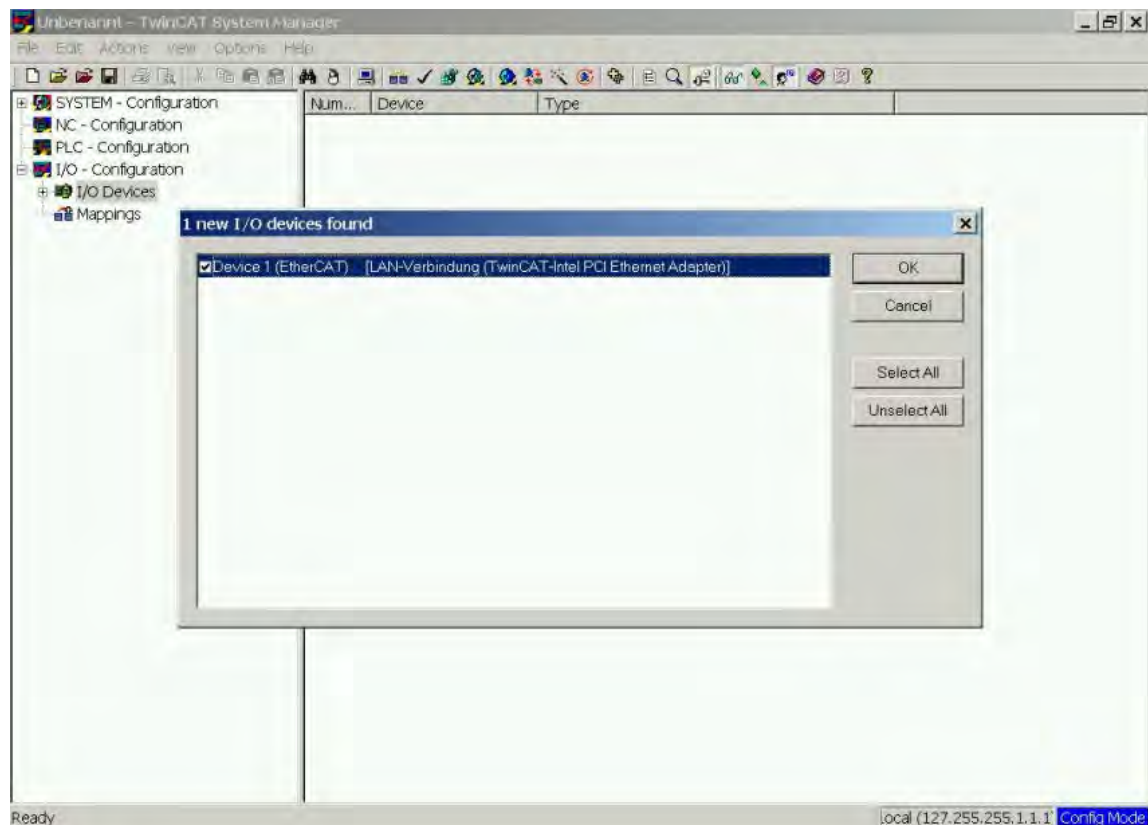 Unbenannt - TwinCAT System Manager
File Edit Actions View Options Help
SYSTEM - Configuration
NC - Configuration
PLC - Configuration
I/O - Configuration
I/O Devices
Mappings
Num... Device Type
1 new I/O devices found
Device 1 (EtherCAT) [LAN-Verbindung (TwinCAT-Intel PCI Ethernet Adapter)]
OK
Cancel
Select All
Unselect All
Ready
Local (127.255.255.1.1.1) Config Mode